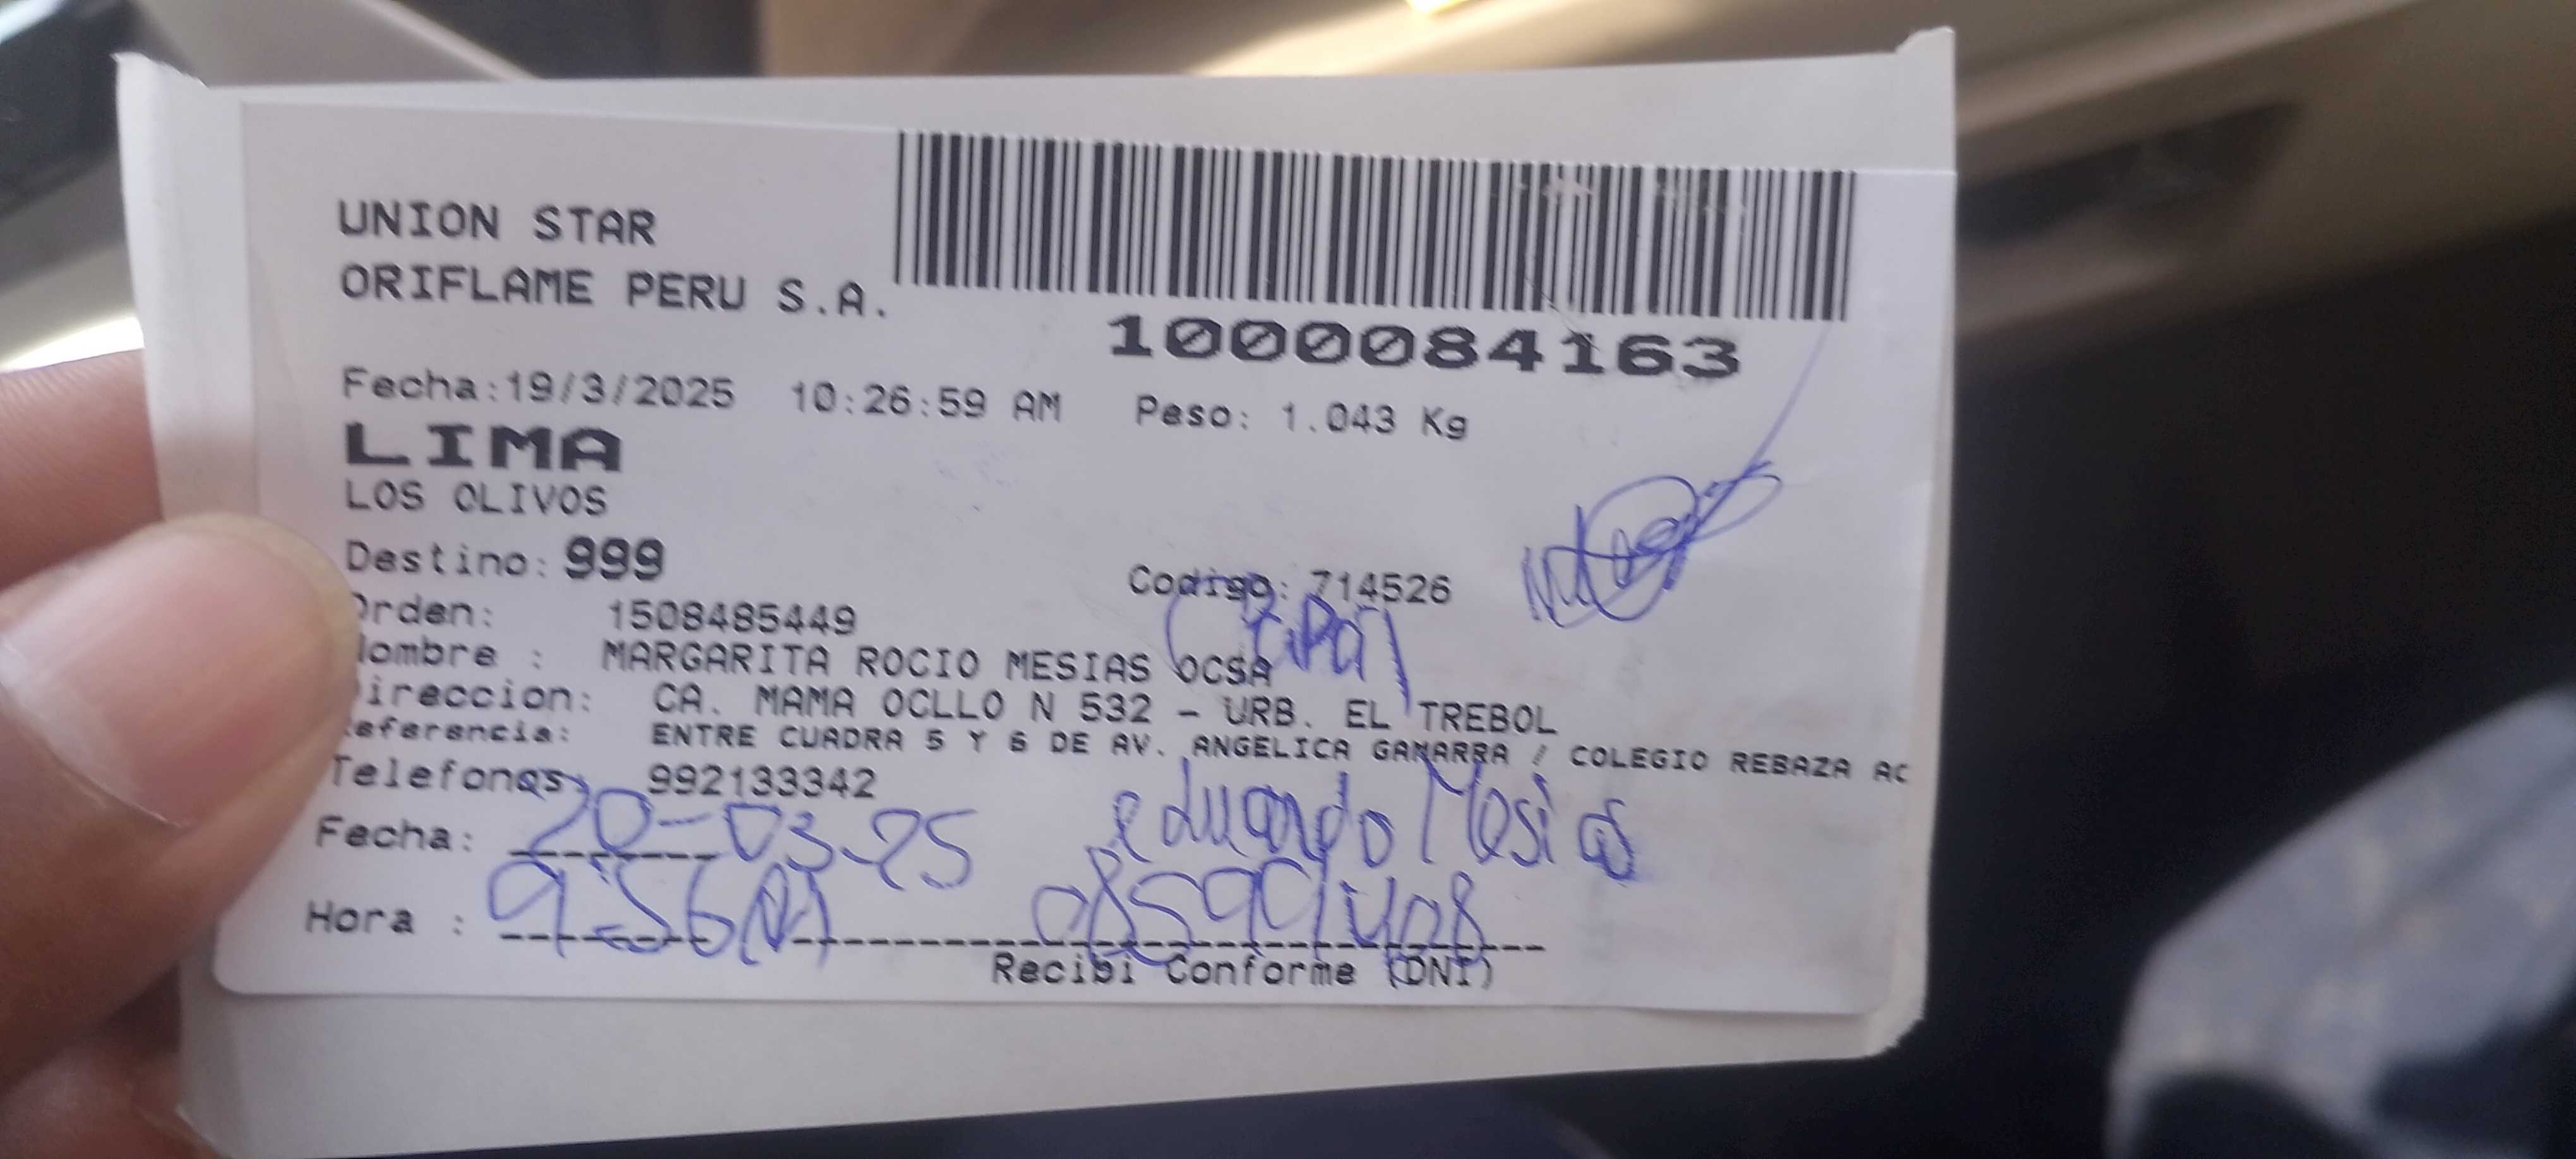 UNION STAR
ORIFLAME PERU S.A.
1000084163
Fecha:19/3/2025 10:26:59 AM Peso: 1.043 Kg
LIMA
LOS OLIVOS
Destino: 999
Codigo: 714526
Orden: 1508485449
Nombre : MARGARITA ROCIO MESIAS OCSA
Direccion: CA. MAMA OCLLO N 532 - URB. EL TREBOL
Referencia: ENTRE CUADRA 5 Y 6 DE AV. ANGELICA GAMARRA / COLEGIO REBAZA AC
Telefonos: 992133342
Fecha: 20-03-25 eduardo Mesias
Hora : 9:56
Recibi Conforme (DNI)